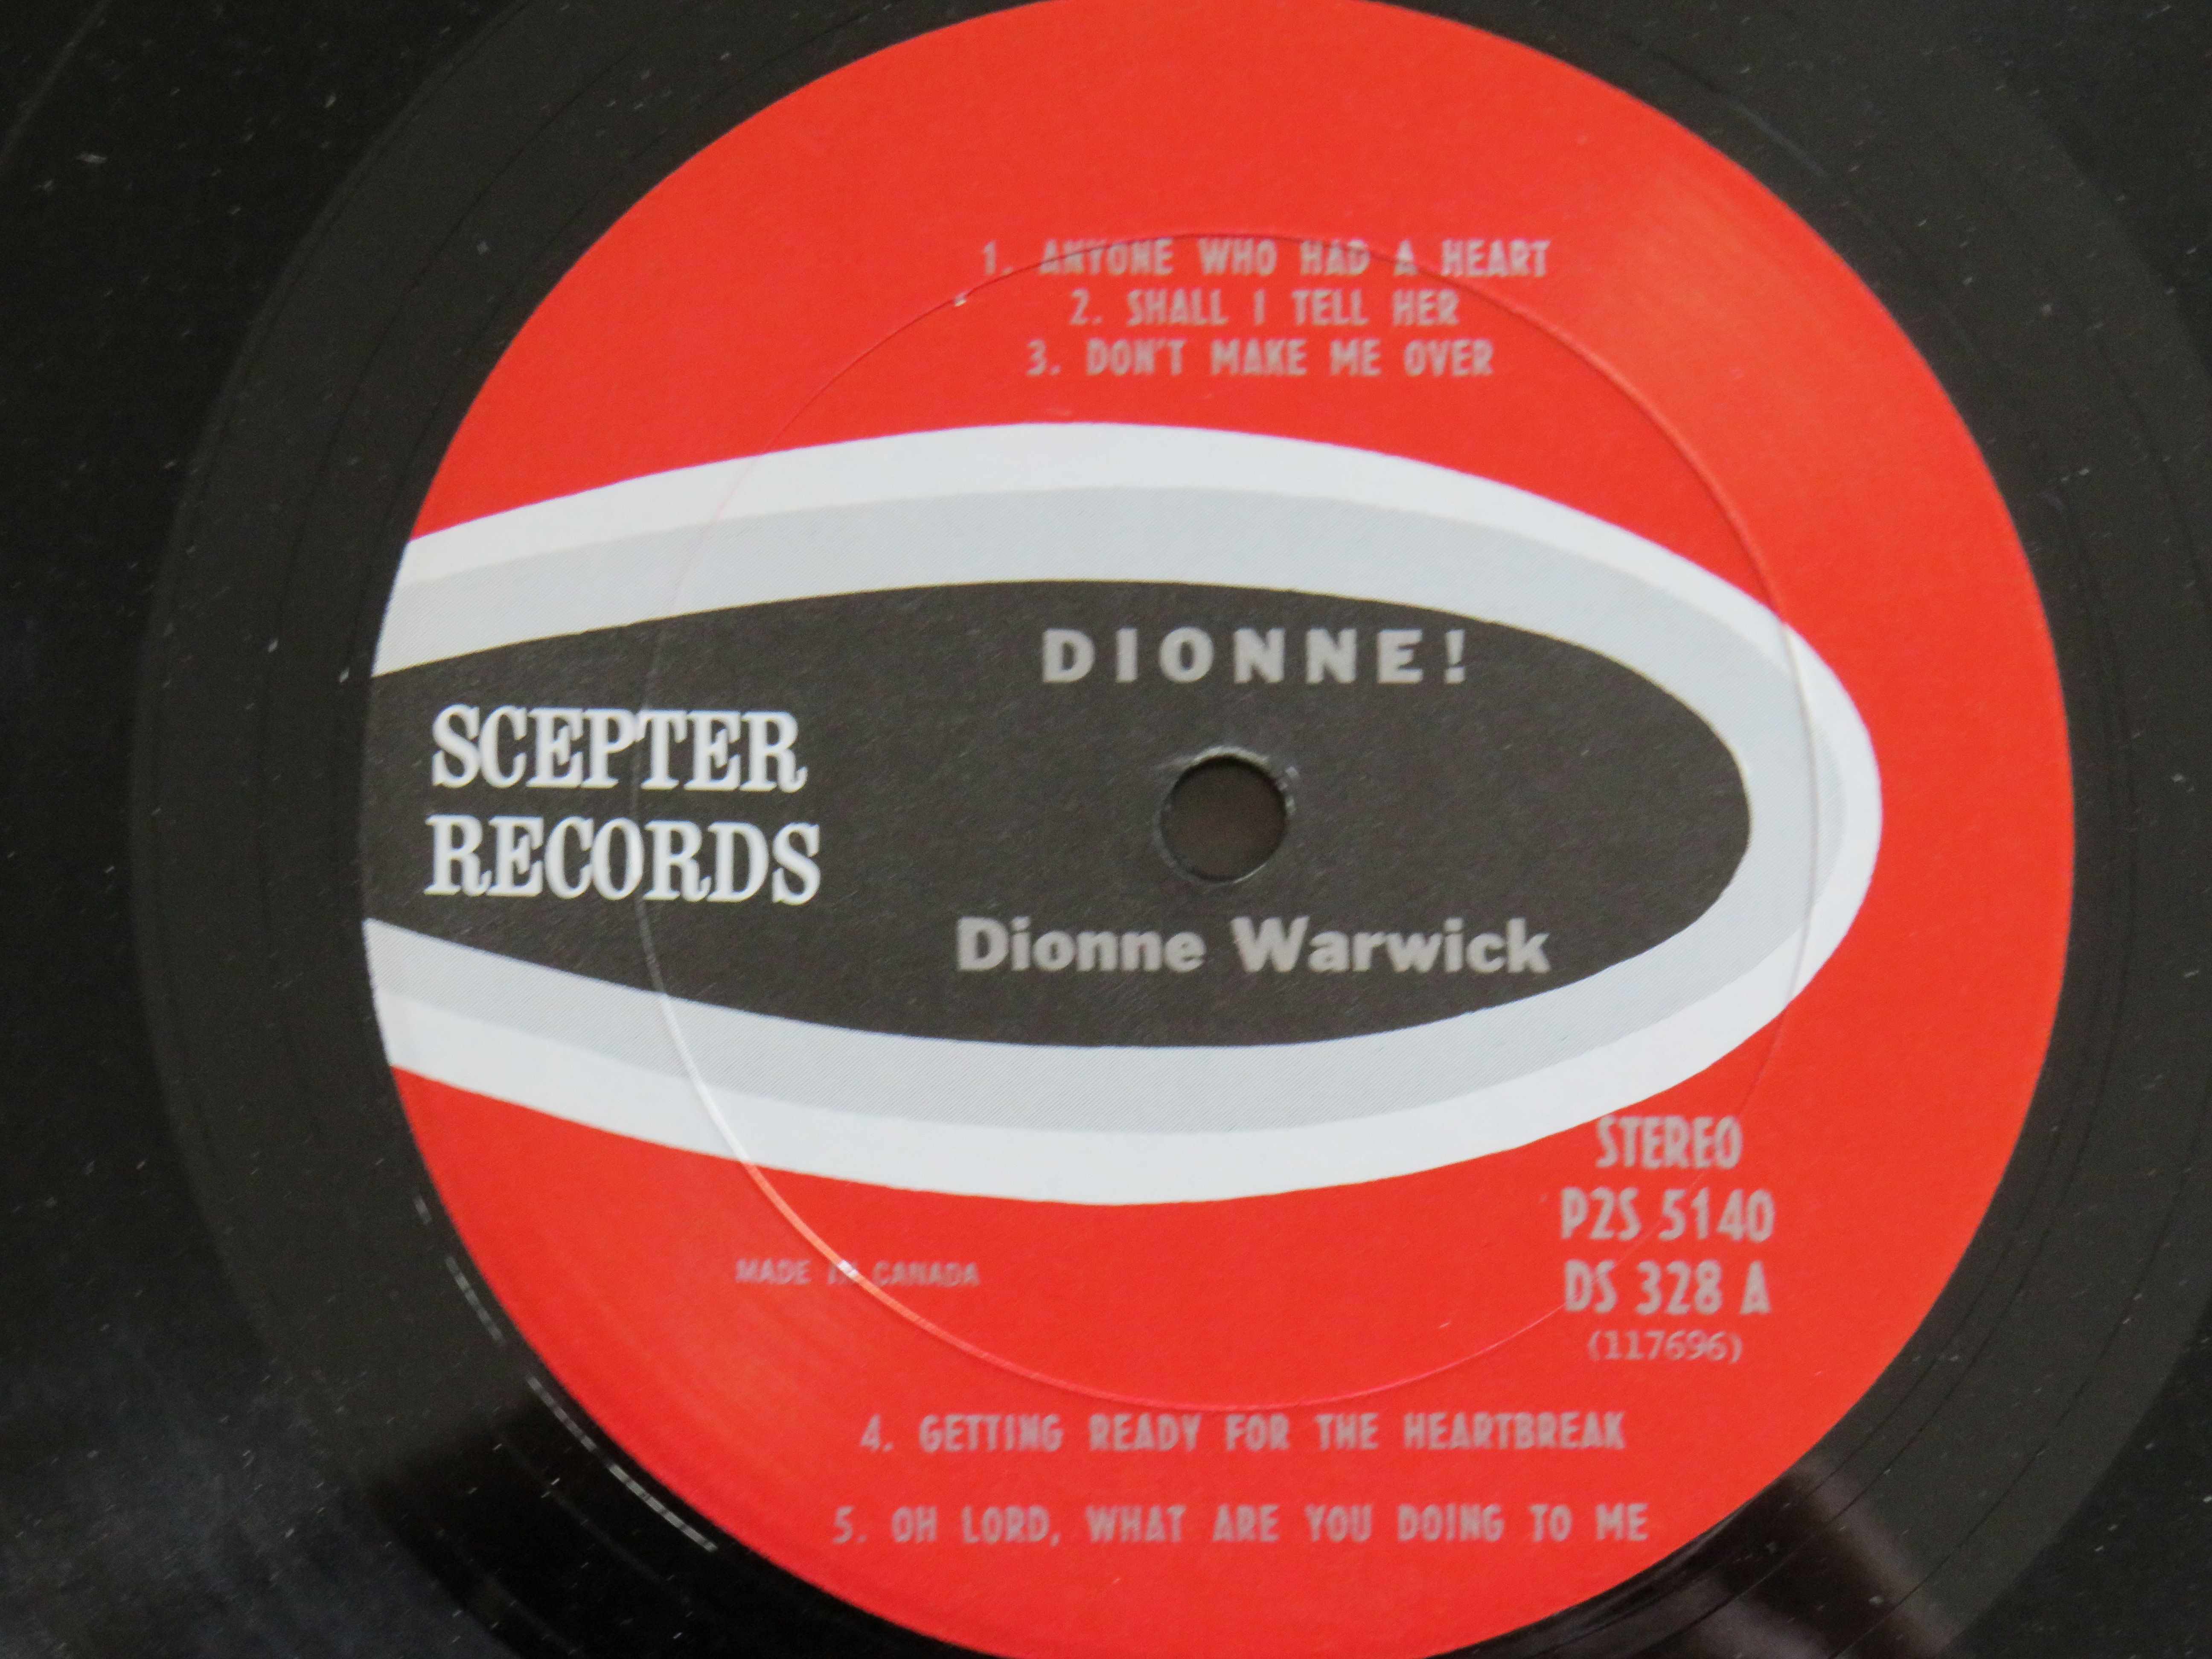 1. ANYONE WHO HAD A HEART
2. SHALL I TELL HER
3. DON'T MAKE ME OVER
DIONNE!
SCEPTER
RECORDS
Dionne Warwick
STEREO
P2S 5140
DS 328 A
(117696)
MADE IN CANADA
4. GETTING READY FOR THE HEARTBREAK
5. OH LORD, WHAT ARE YOU DOING TO ME